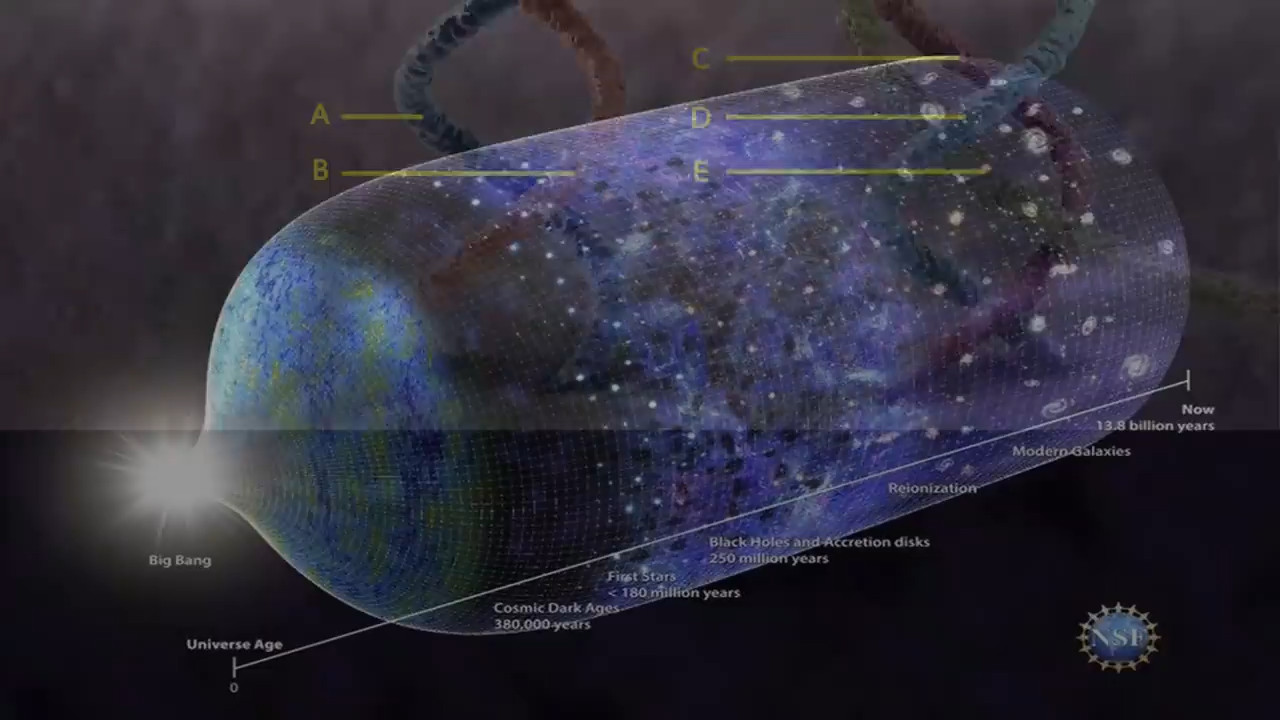 C
A
D
B
E
Now
13.8 billion years
Modern Galaxies
Reionization
Black Holes and Accretion disks
250 million years
Big Bang
First Stars
< 180 million years
Cosmic Dark Ages
380,000 years
Universe Age
0
NSF